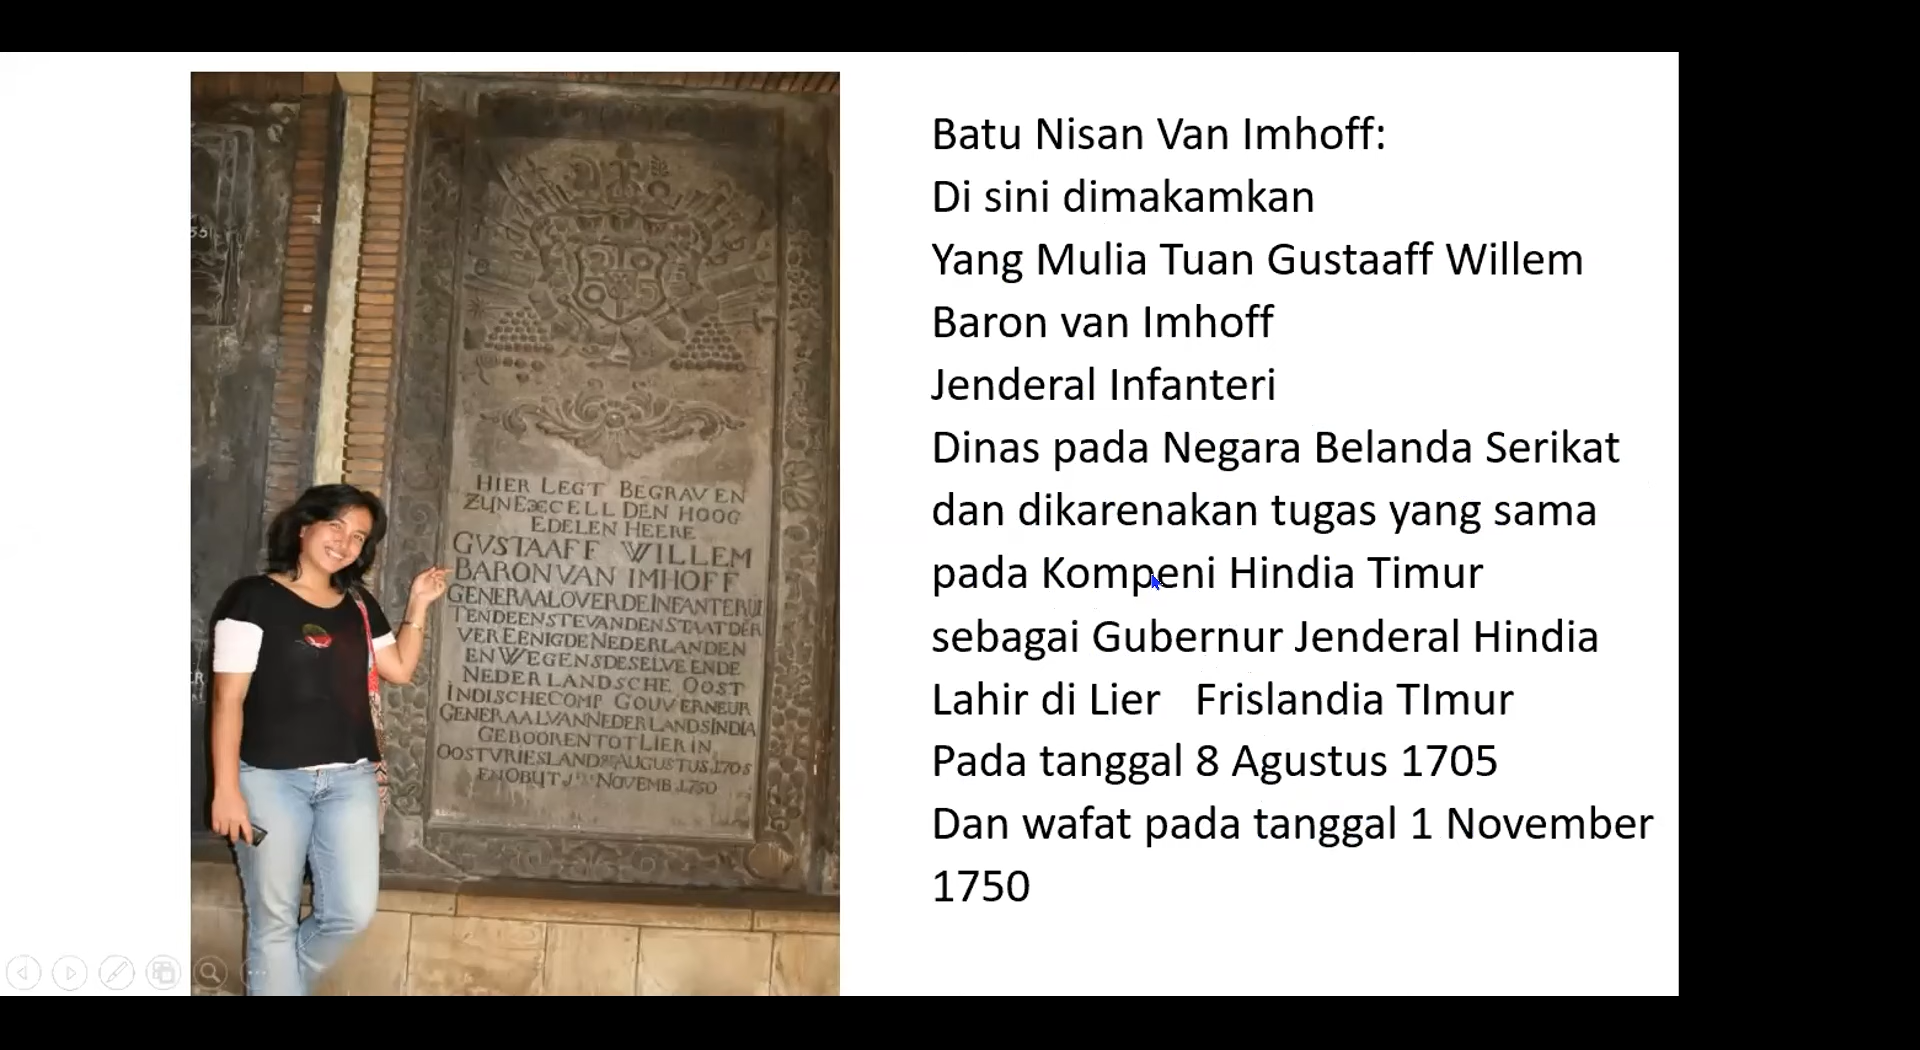 Batu Nisan Van Imhoff:
Di sini dimakamkan
Yang Mulia Tuan Gustaaff Willem
Baron van Imhoff
Jenderal Infanteri
Dinas pada Negara Belanda Serikat
dan dikarenakan tugas yang sama
pada Kompeni Hindia Timur
sebagai Gubernur Jenderal Hindia
Lahir di Lier Frislandia TImur
Pada tanggal 8 Agustus 1705
Dan wafat pada tanggal 1 November
1750
HIER LEGT BEGRAVEN
ZIJN EXCELL DEN HOOG
EDELEN HEERE
GVSTAAFF WILLEM
BARON VAN IMHOFF
GENERAAL OVER DE INFANTERIJ
TEN DEENSTE VAN DEN STAAT DER
VEREENIGDE NEDERLANDEN
EN WEGENS DESELVE ENDE
NEDERLANDSCHE OOST
INDISCHE COMP GOUVERNEUR
GENERAAL VAN NEDERLANDS INDIA
GEBOOREN TOT LIER IN
OOSTVRIESLAND AUGUSTUS 1705
EN OBIJT NOVEMB 1750